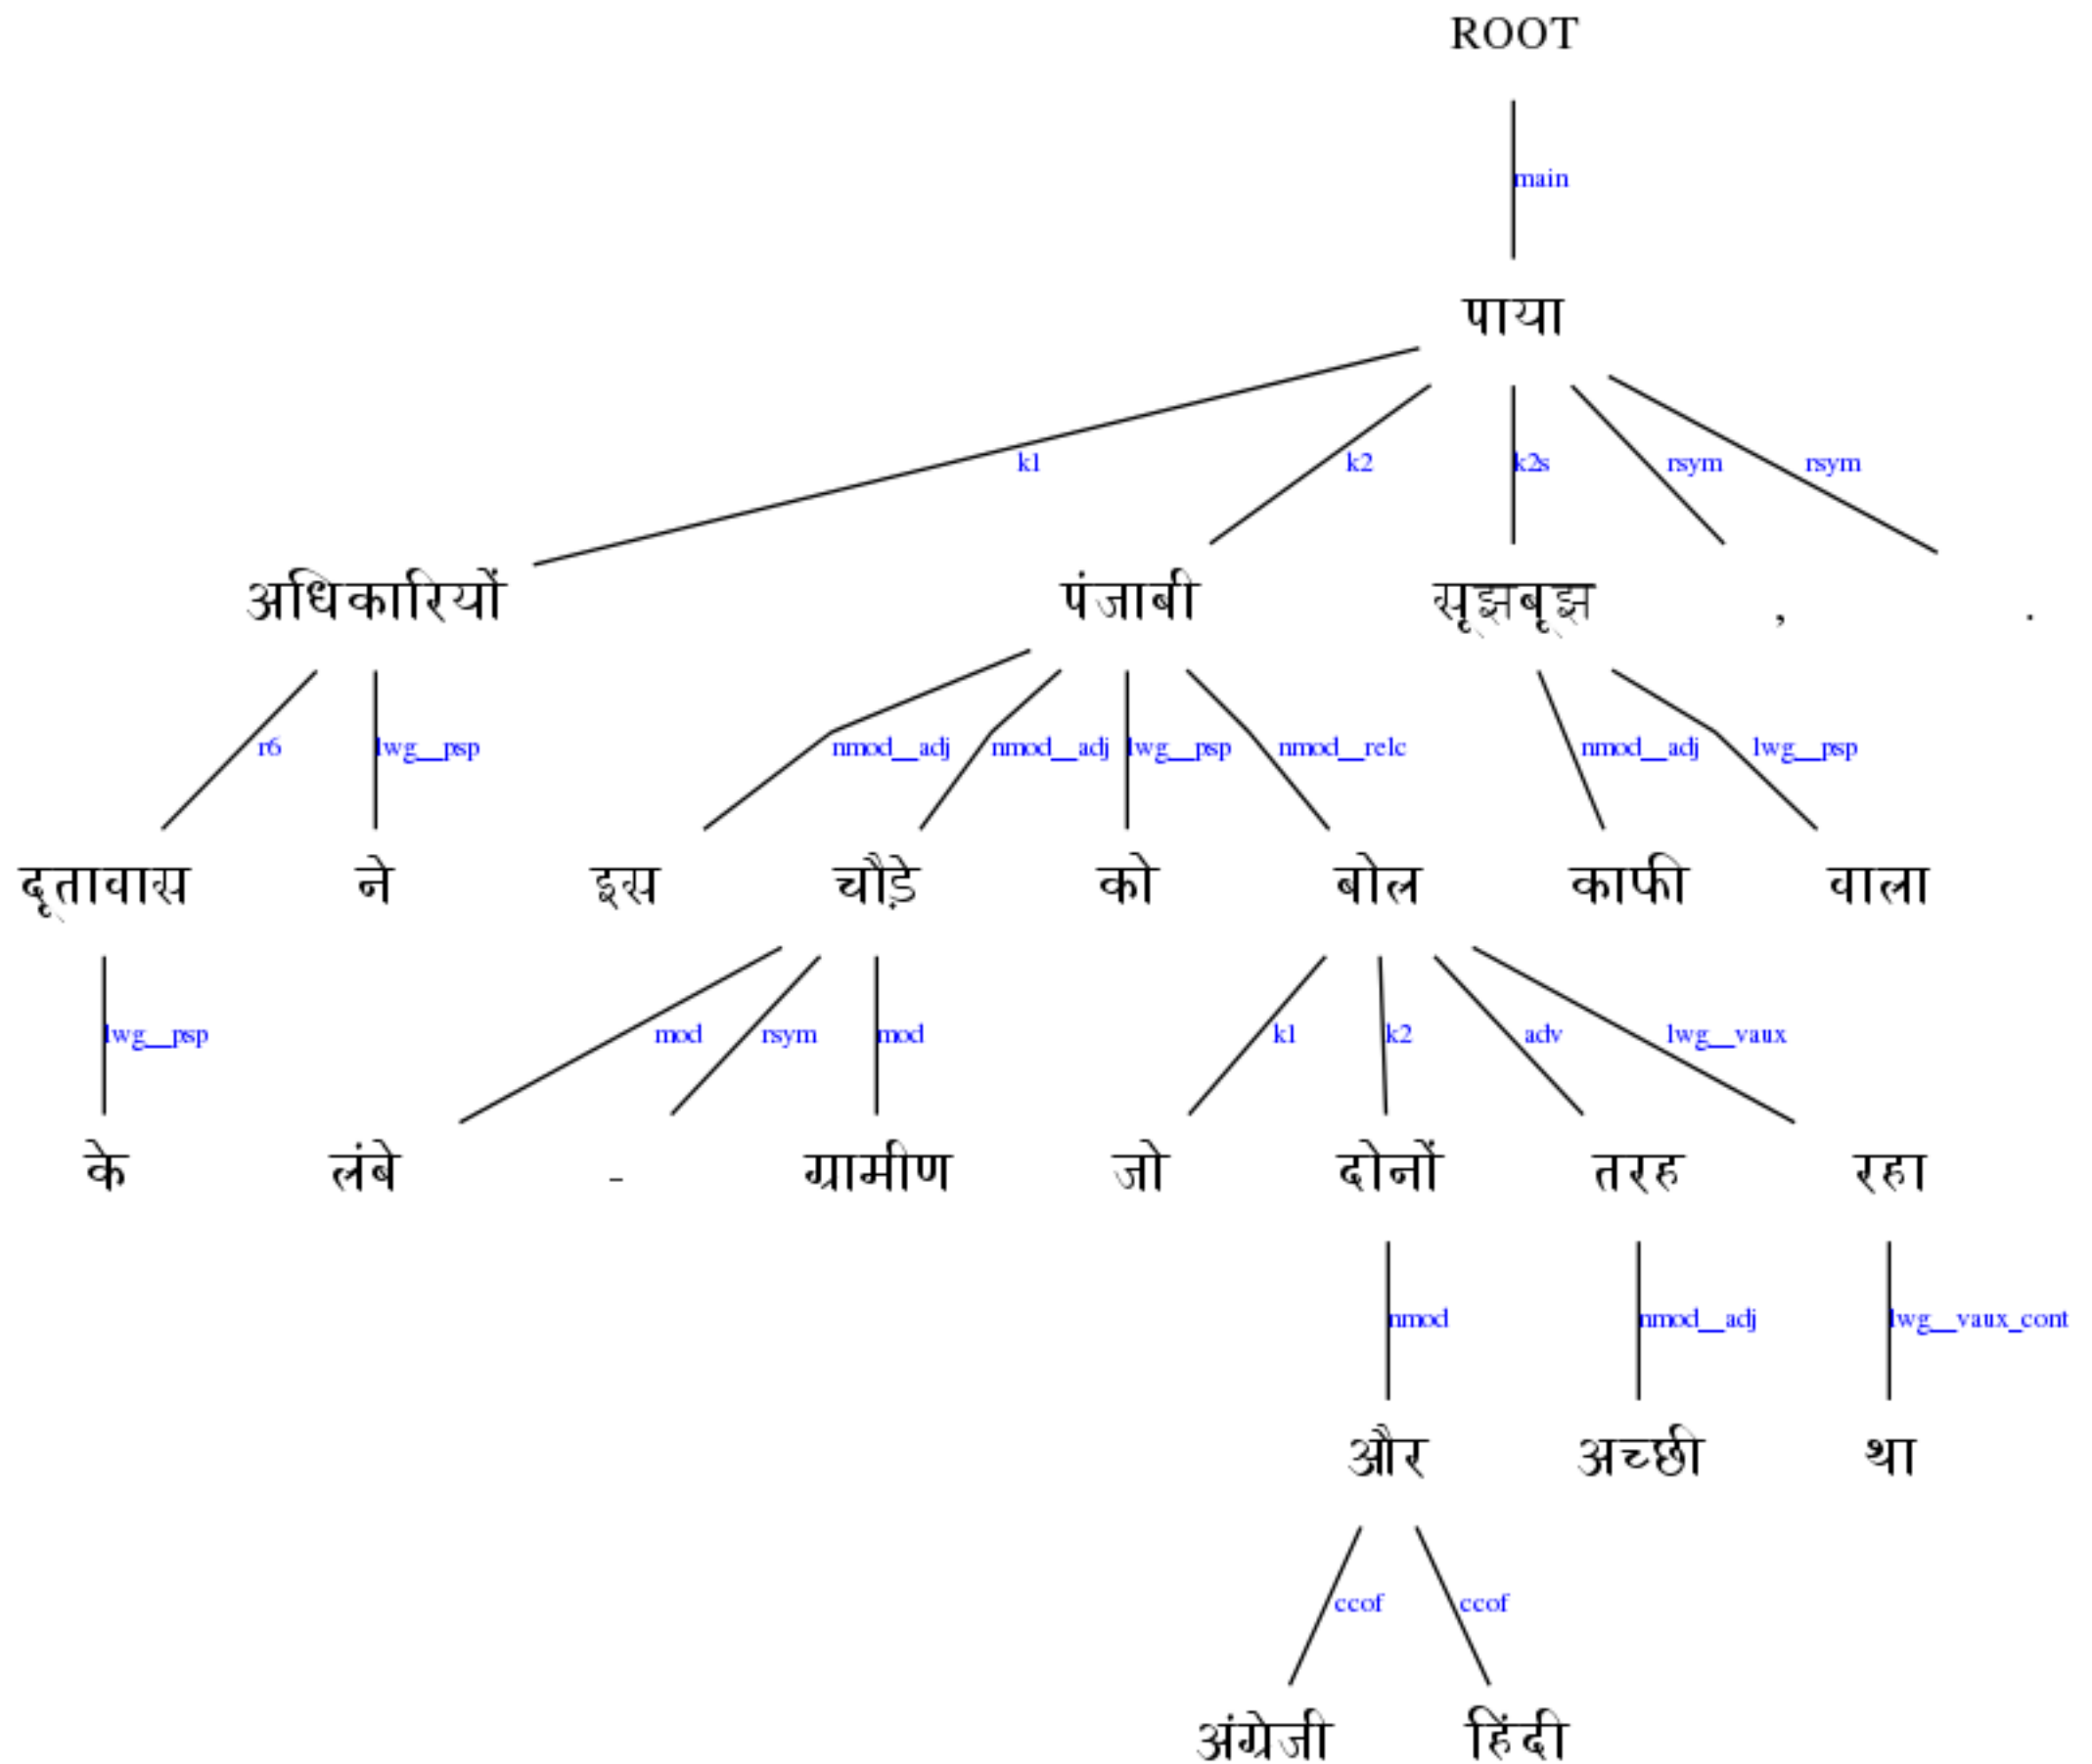 ROOT
main
पाया
k1 k2 k2s rsym rsym
अधिकारियों पंजाबी सूझबूझ , .
r6 lwg__psp nmod__adj nmod__adj lwg__psp nmod__relc nmod__adj lwg__psp
दूतावास ने इस चौड़े को बोल काफी वाला
lwg__psp mod rsym mod k1 k2 adv lwg__vaux
के लंबे - ग्रामीण जो दोनों तरह रहा
nmod nmod__adj lwg__vaux_cont
और अच्छी था
ccof ccof
अंग्रेजी हिंदी